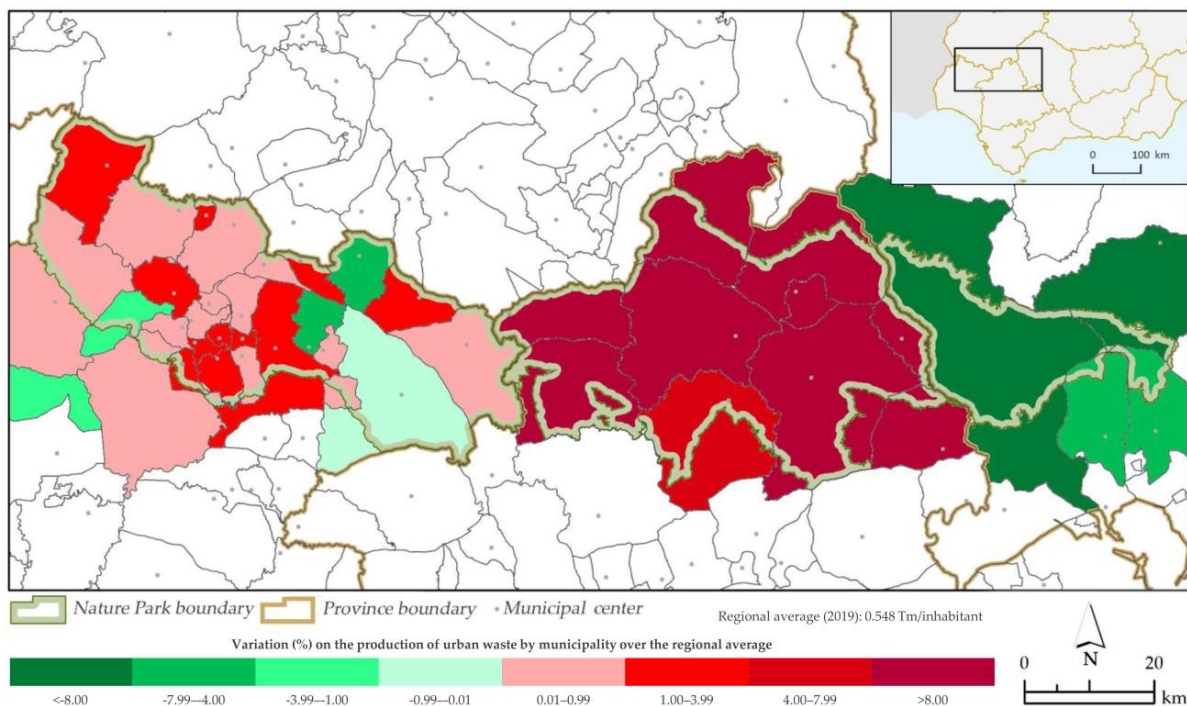 0 100 km
Nature Park boundary Province boundary Municipal center Regional average (2019): 0.548 Tm/inhabitant
Variation (%) on the production of urban waste by municipality over the regional average
<-8.00 -7.99–-4.00 -3.99–-1.00 -0.99–-0.01 0.01–0.99 1.00–3.99 4.00–7.99 >8.00
N
0 20
km